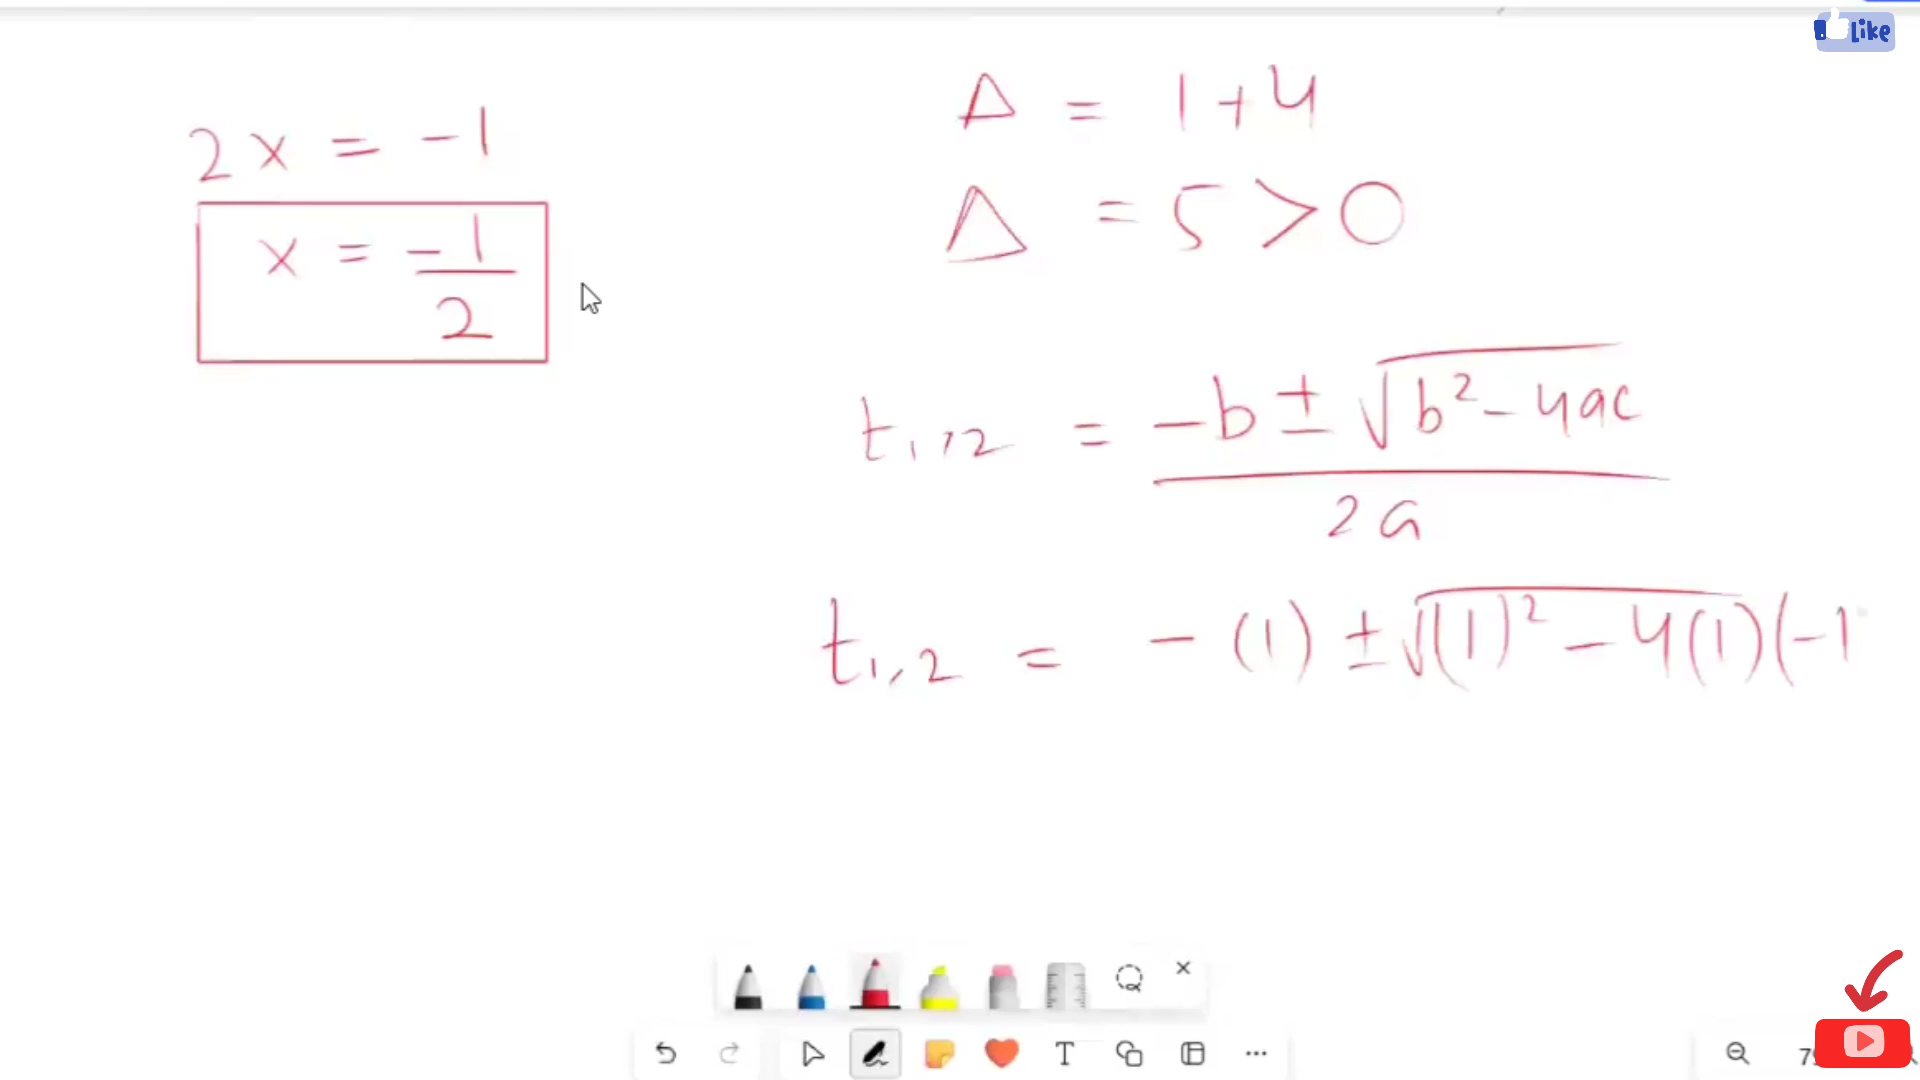 Like
2x = -1
x = -1/2
Δ = 1+4
Δ = 5 > 0
t₁,₂ = (-b ± √(b²-4ac))/2a
t₁,₂ = -(1) ± √((1)² - 4(1)(-1
T